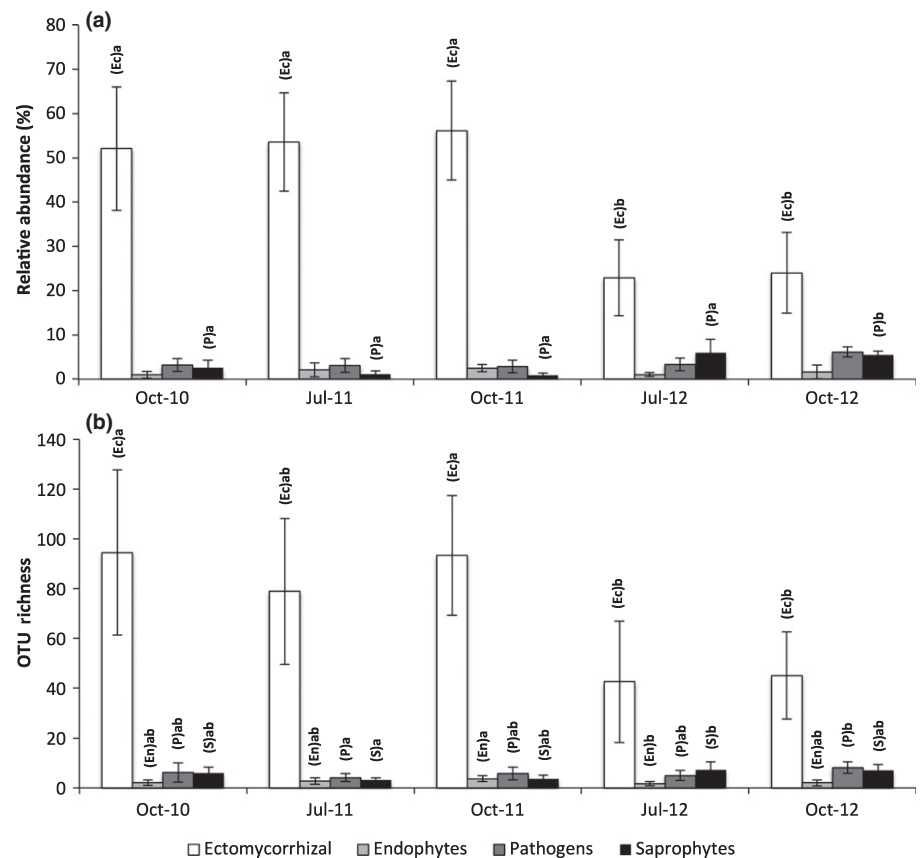 (a)
80
70
60
50
40
30
20
10
0
Relative abundance (%)
(Ec)a
(Ec)a
(P)a
(Ec)a
(P)a
(Ec)b
(P)a
(Ec)b
(P)a
(P)b
Oct-10 Jul-11 Oct-11 Jul-12 Oct-12
(b)
140
120
100
80
60
40
20
0
OTU richness
(Ec)a
(En)ab
(P)ab
(S)ab
(Ec)ab
(En)ab
(P)a
(S)a
(Ec)a
(En)a
(P)ab
(S)ab
(Ec)b
(En)b
(P)ab
(S)b
(Ec)b
(En)ab
(P)b
(S)ab
Oct-10 Jul-11 Oct-11 Jul-12 Oct-12
Ectomycorrhizal Endophytes Pathogens Saprophytes